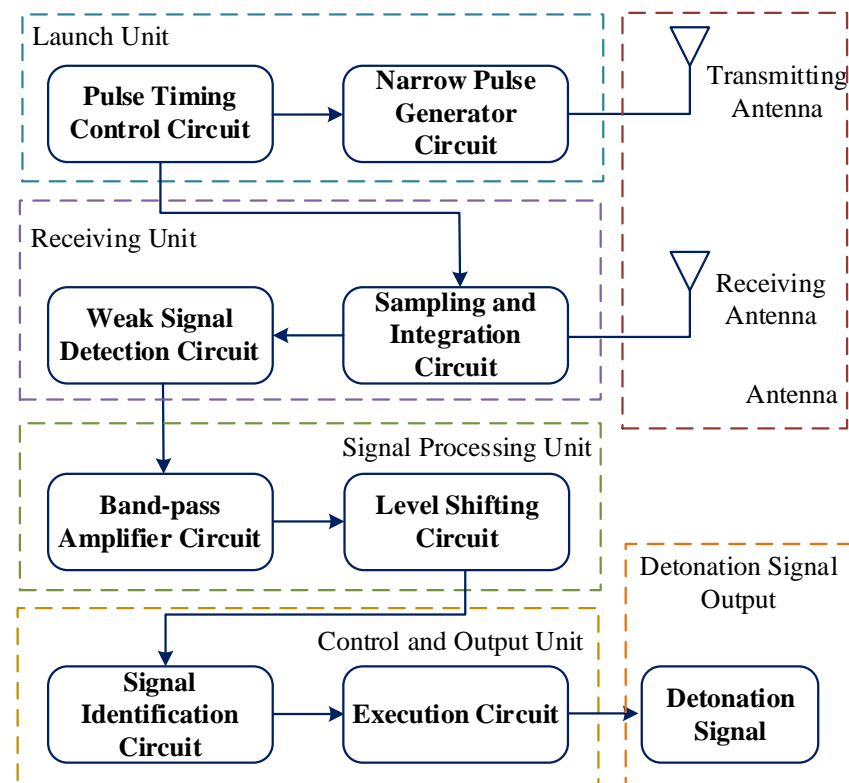 Launch Unit
Pulse Timing
Control Circuit
Narrow Pulse
Generator
Circuit
Transmitting
Antenna
Receiving Unit
Weak Signal
Detection Circuit
Sampling and
Integration
Circuit
Receiving
Antenna
Antenna
Signal Processing Unit
Band-pass
Amplifier Circuit
Level Shifting
Circuit
Detonation Signal
Output
Control and Output Unit
Signal
Identification
Circuit
Execution Circuit
Detonation
Signal